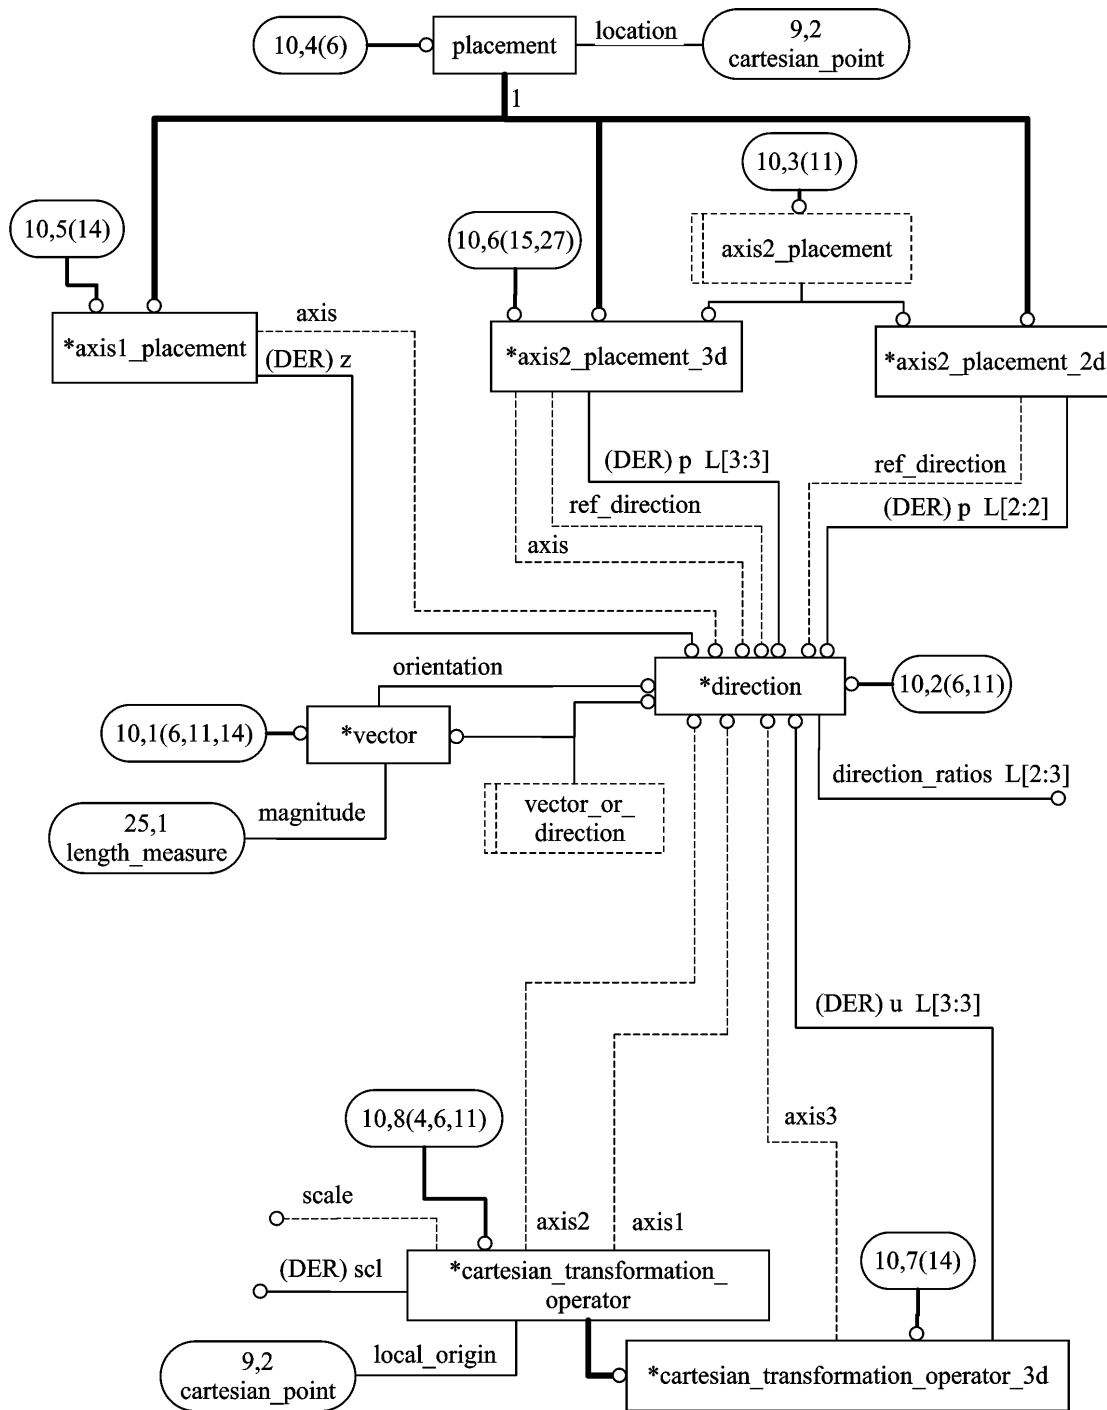 10,4(6)
placement
location
9,2
cartesian_point
1
10,3(11)
10,5(14)
10,6(15,27)
axis2_placement
axis
*axis1_placement
(DER) z
*axis2_placement_3d
*axis2_placement_2d
(DER) p L[3:3]
ref_direction
ref_direction
(DER) p L[2:2]
axis
orientation
*direction
10,2(6,11)
10,1(6,11,14)
*vector
direction_ratios L[2:3]
magnitude
vector_or_
direction
25,1
length_measure
(DER) u L[3:3]
10,8(4,6,11)
axis3
scale
axis2
axis1
(DER) scl
*cartesian_transformation_
operator
10,7(14)
local_origin
9,2
cartesian_point
*cartesian_transformation_operator_3d